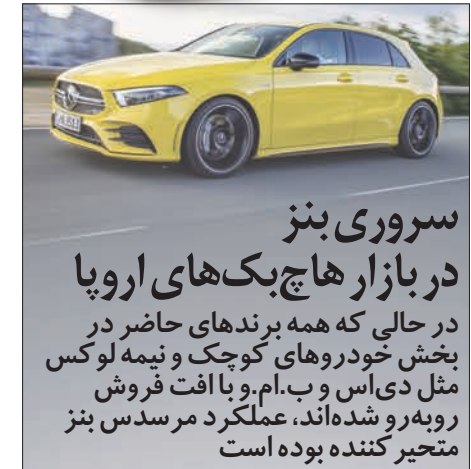 سروری بنز
در بازار هاچ‌بک‌های اروپا
در حالی که همه برندهای حاضر در
بخش خودروهای کوچک و نیمه لوکس
مثل دی‌اس و ب.ام.و با افت فروش
روبه‌رو شده‌اند، عملکرد مرسدس بنز
متحیر کننده بوده است